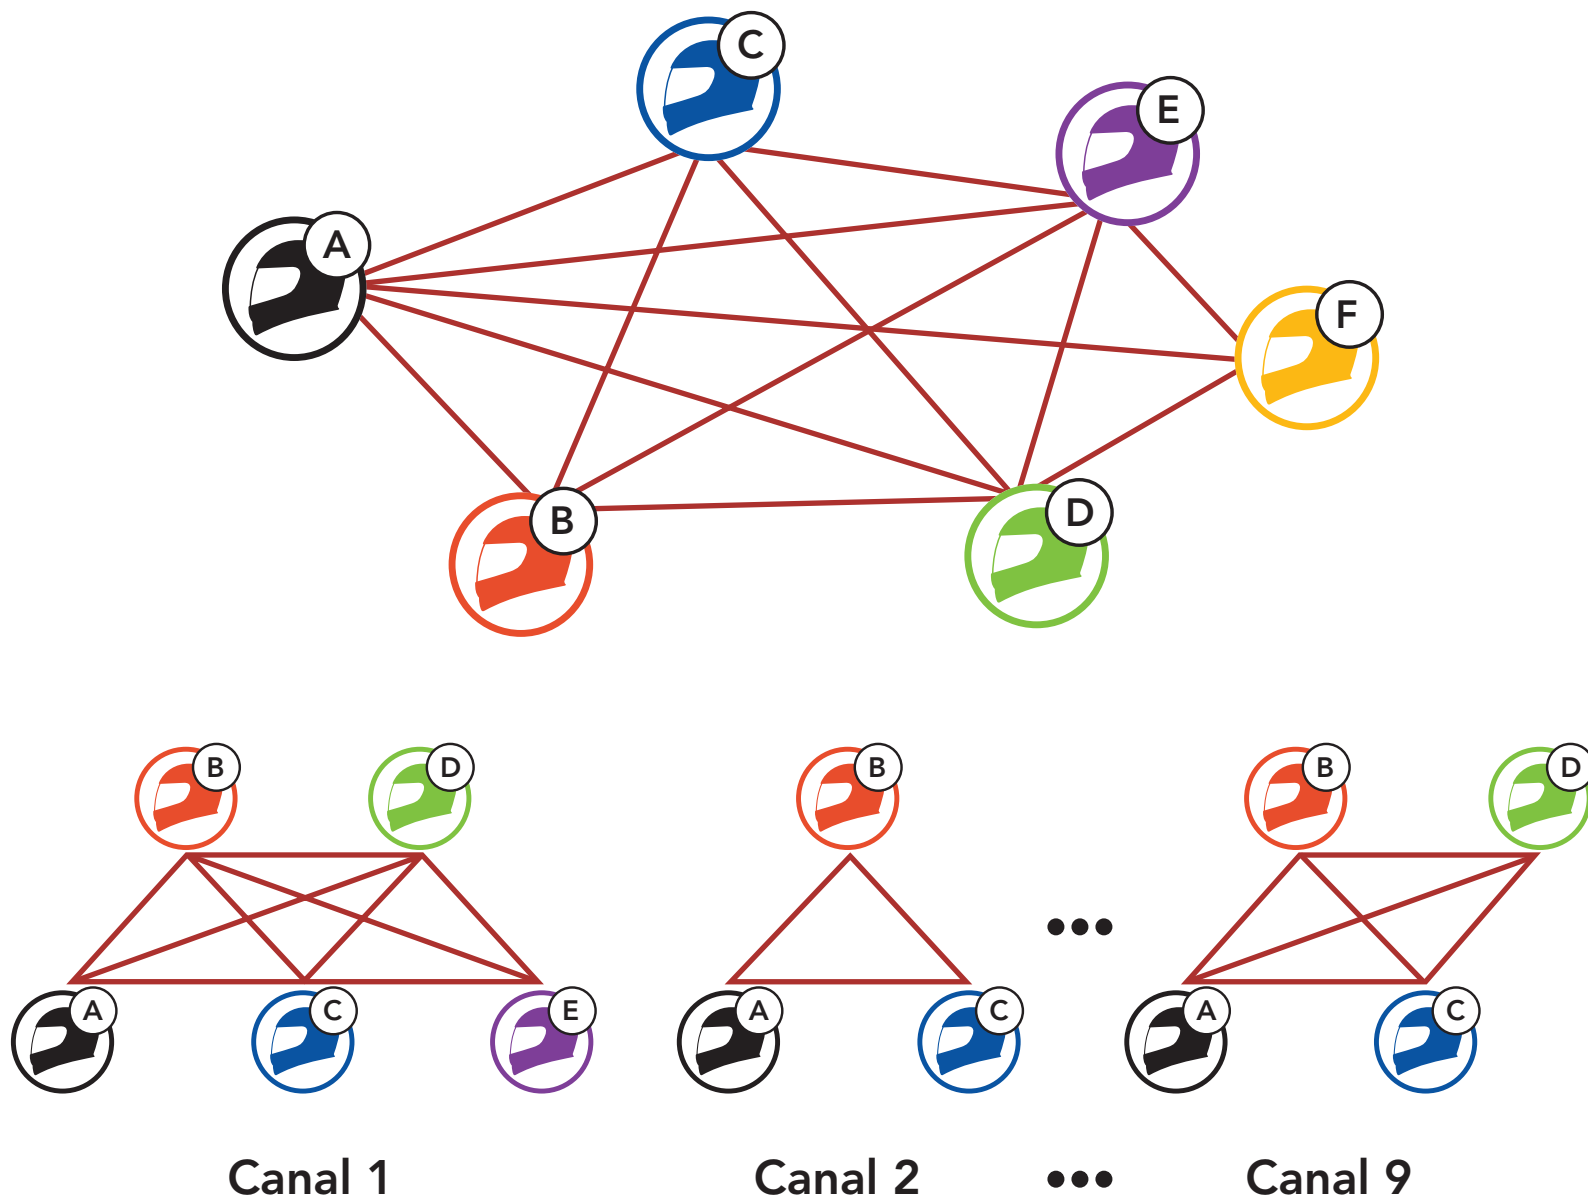 C
E
A
F
B
D
B D
B
B D
•••
A C E
A C
A C
Canal 1 Canal 2 ••• Canal 9